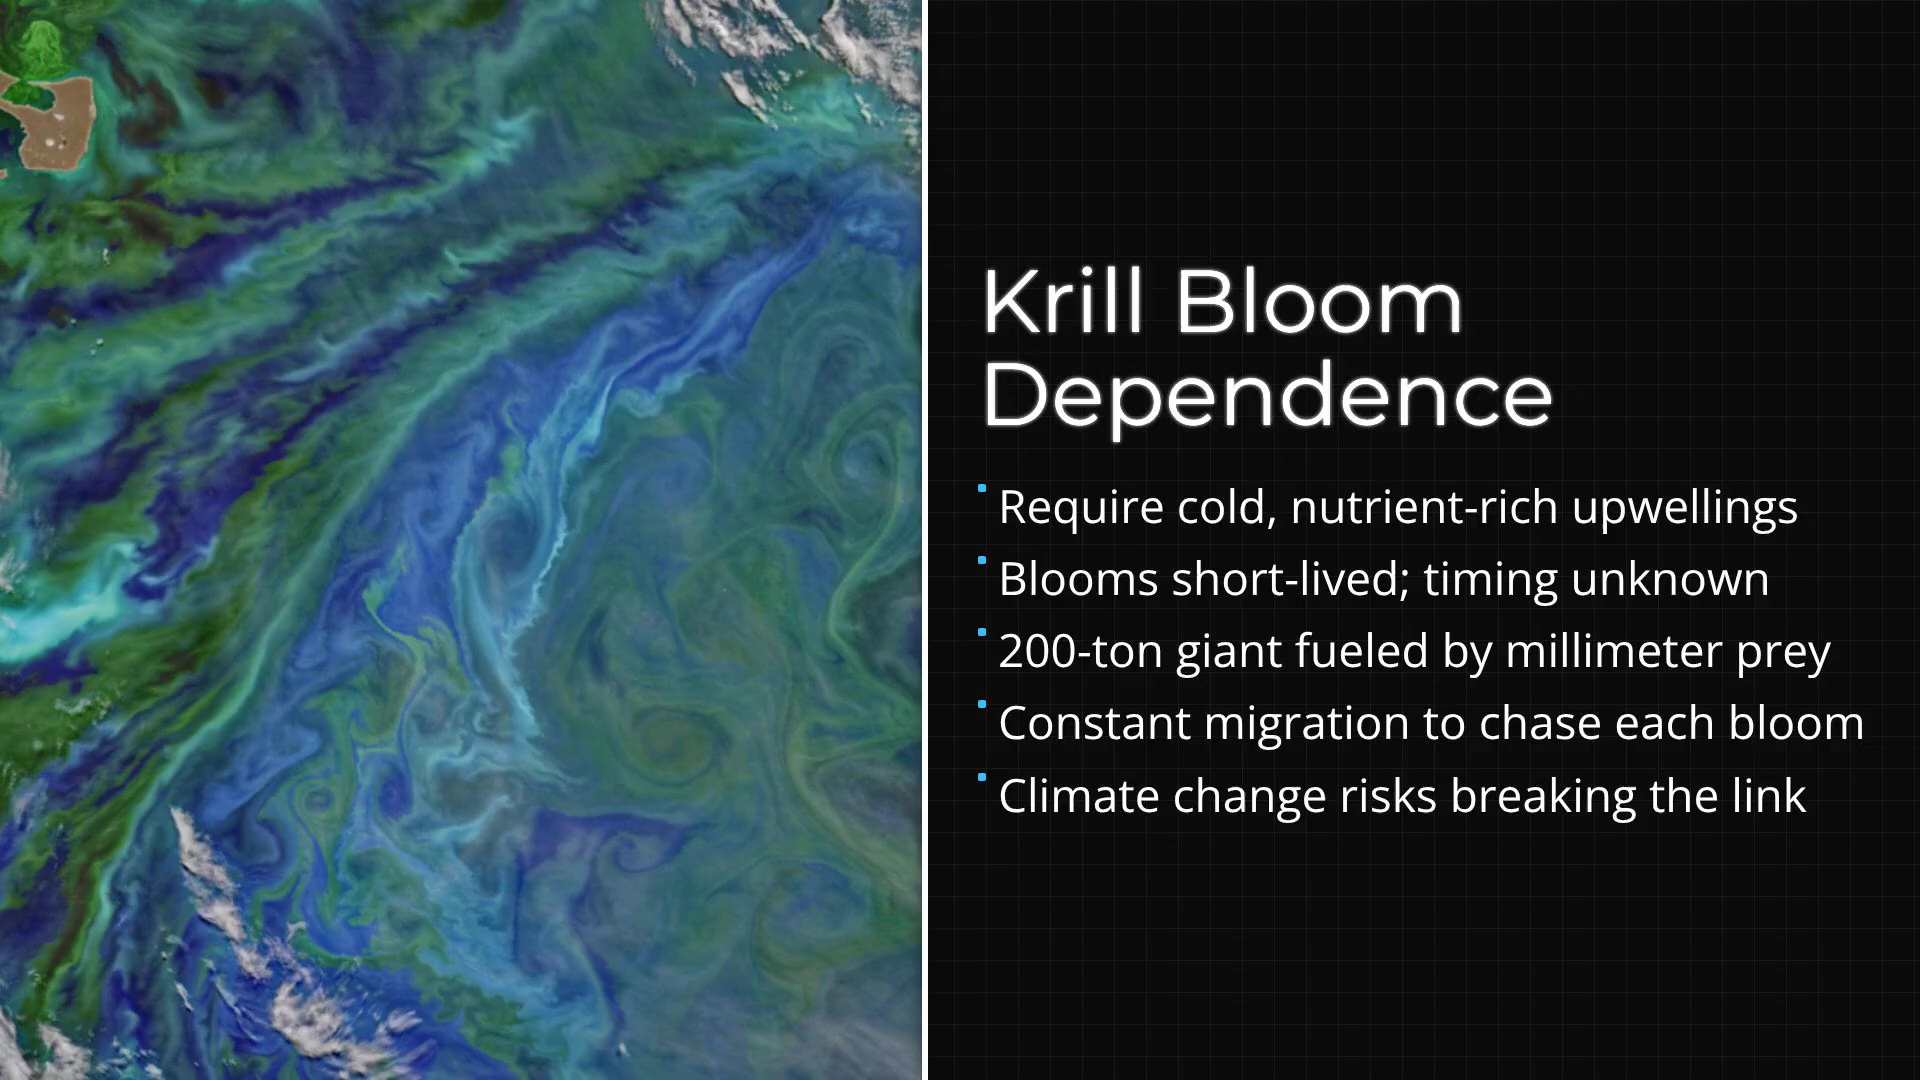 Krill Bloom
Dependence
Require cold, nutrient-rich upwellings
Blooms short-lived; timing unknown
200-ton giant fueled by millimeter prey
Constant migration to chase each bloom
Climate change risks breaking the link